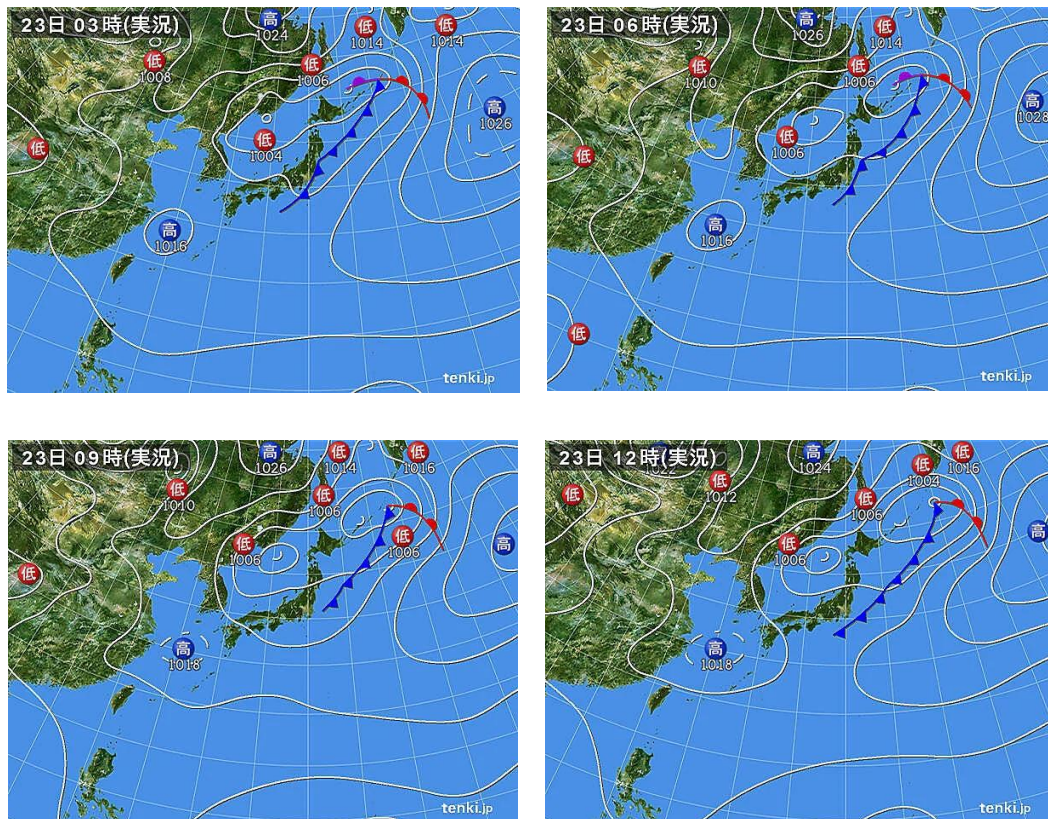 23日 03時(実況)
高
1024
低
1014
低
1014
低
1008
低
1006
高
1026
低
1004
低
高
1016
tenki.jp
23日 06時(実況)
高
1026
低
1014
低
1010
低
1006
高
1028
低
1006
低
高
1016
低
tenki.jp
23日 09時(実況)
高
1026
低
1014
低
1016
低
1010
低
1006
低
1006
低
1006
高
低
高
1018
tenki.jp
23日 12時(実況)
高
1024
低
1004
低
1016
低
1012
低
低
1006
高
低
1006
高
1018
tenki.jp